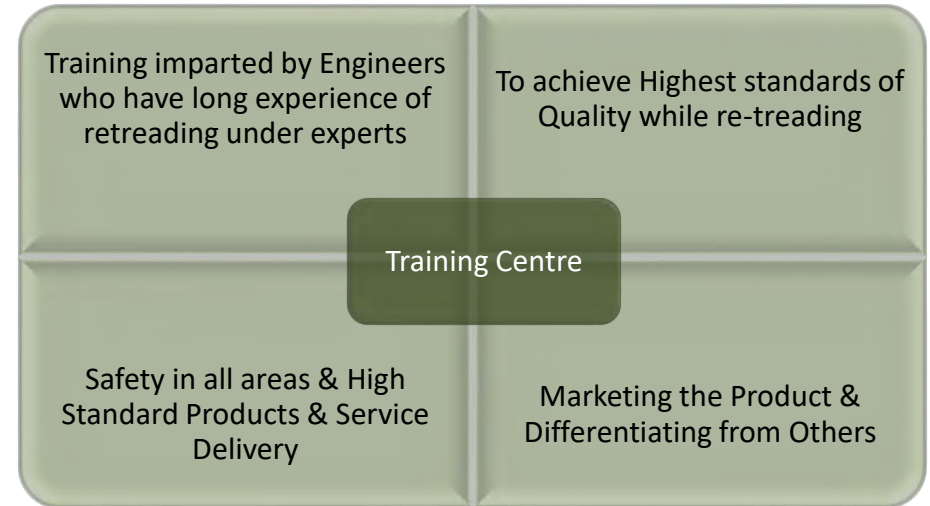 Training imparted by Engineers
who have long experience of
retreading under experts
To achieve Highest standards of
Quality while re-treading
Training Centre
Safety in all areas & High
Standard Products & Service
Delivery
Marketing the Product &
Differentiating from Others